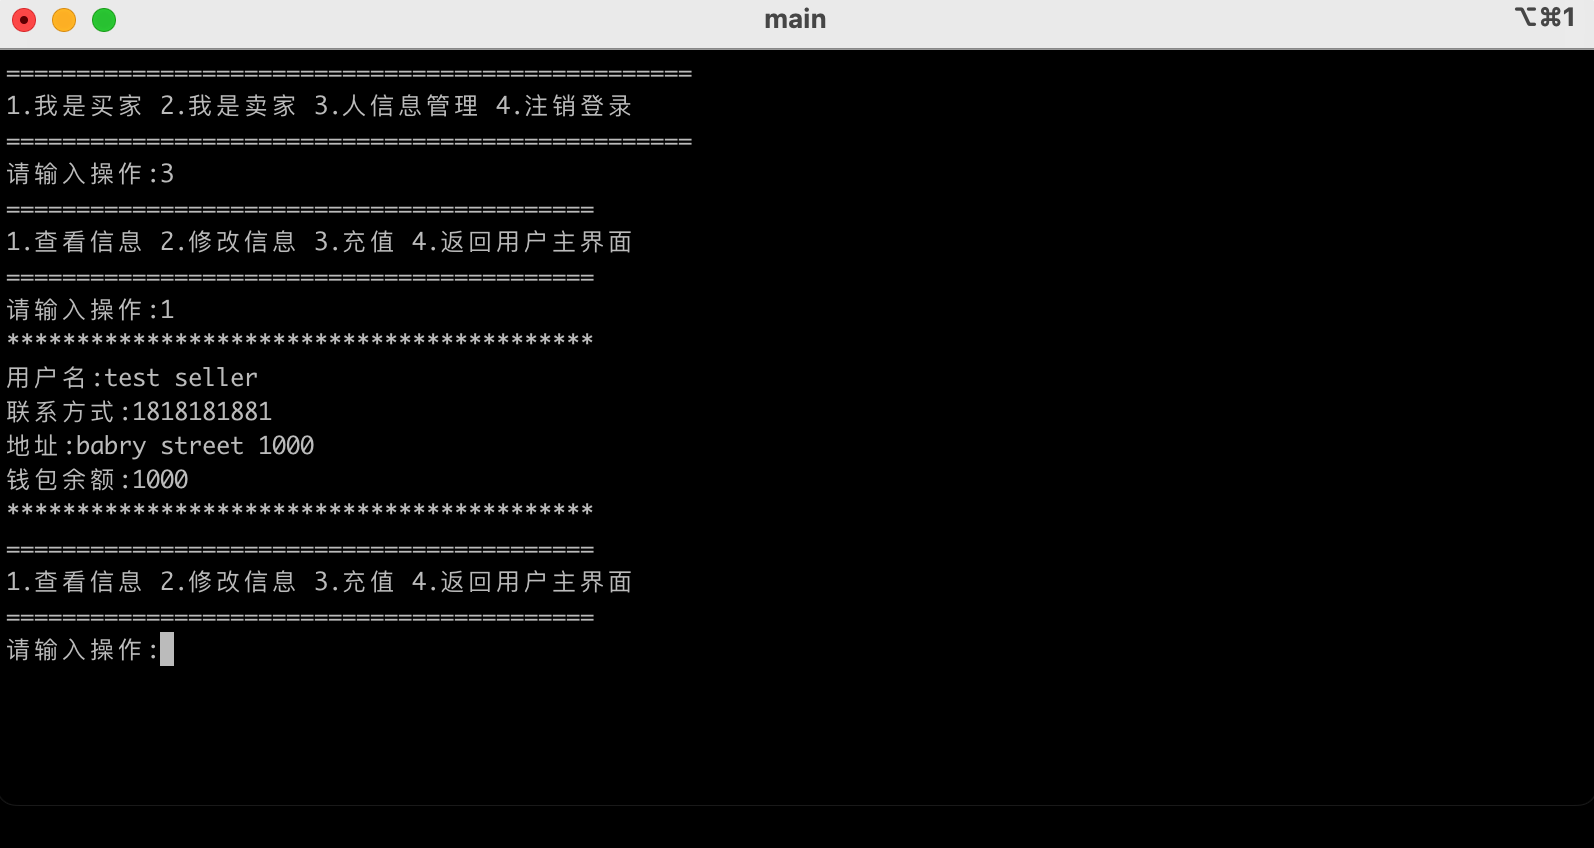 main
⌥⌘1
=================================================
1.我是买家 2.我是卖家 3.人信息管理 4.注销登录
=================================================
请输入操作:3
==========================================
1.查看信息 2.修改信息 3.充值 4.返回用户主界面
==========================================
请输入操作:1
******************************************
用户名:test seller
联系方式:1818181881
地址:babry street 1000
钱包余额:1000
******************************************
==========================================
1.查看信息 2.修改信息 3.充值 4.返回用户主界面
==========================================
请输入操作: